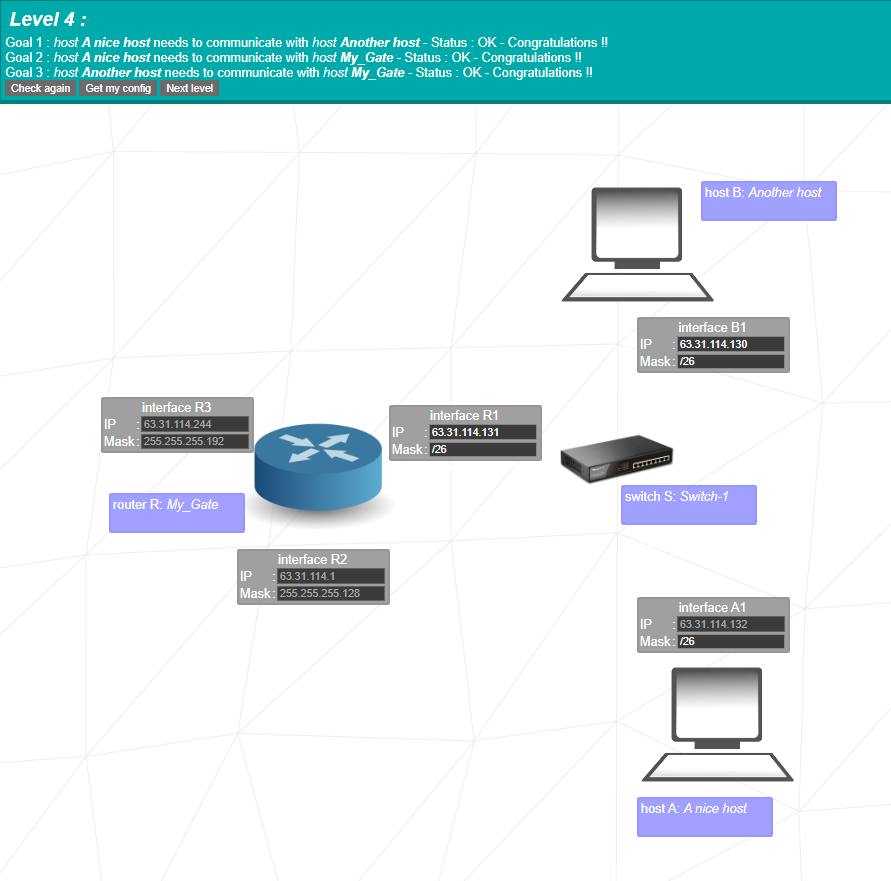 Level 4 :
Goal 1 : host A nice host needs to communicate with host Another host - Status : OK - Congratulations !!
Goal 2 : host A nice host needs to communicate with host My_Gate - Status : OK - Congratulations !!
Goal 3 : host Another host needs to communicate with host My_Gate - Status : OK - Congratulations !!
Check again Get my config Next level
host B: Another host
interface B1
IP : 63.31.114.130
Mask: /26
interface R3
IP : 63.31.114.244
Mask: 255.255.255.192
interface R1
IP : 63.31.114.131
Mask: /26
router R: My_Gate
switch S: Switch-1
interface R2
IP : 63.31.114.1
Mask: 255.255.255.128
interface A1
IP : 63.31.114.132
Mask: /26
host A: A nice host